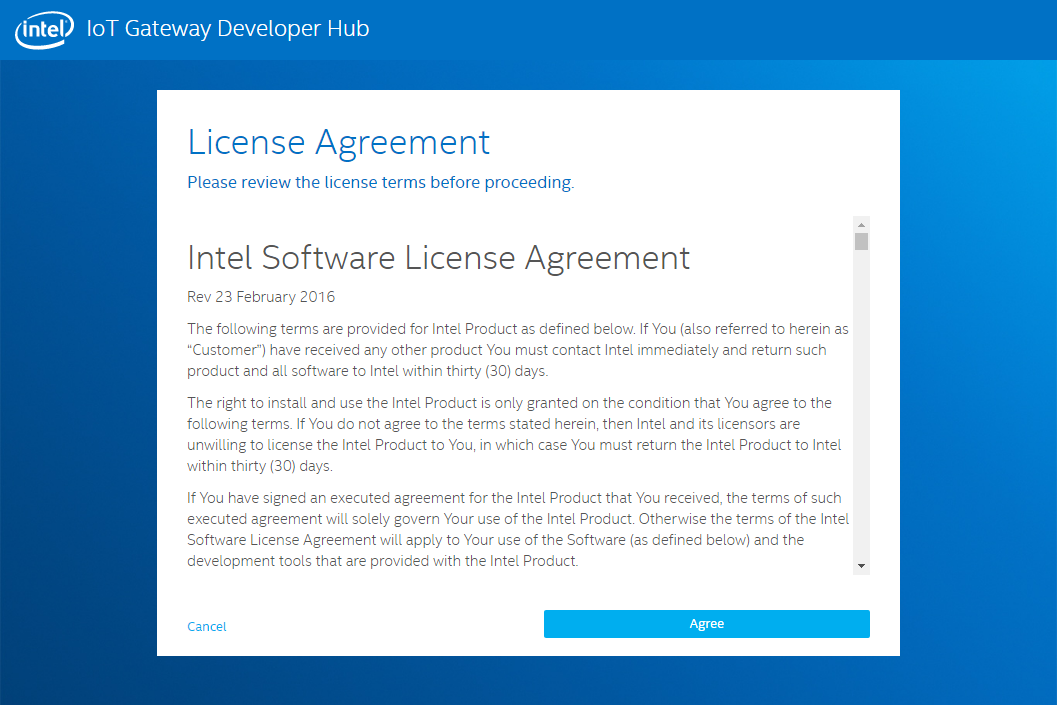 intel IoT Gateway Developer Hub
License Agreement
Please review the license terms before proceeding.
Intel Software License Agreement
Rev 23 February 2016
The following terms are provided for Intel Product as defined below. If You (also referred to herein as
“Customer”) have received any other product You must contact Intel immediately and return such
product and all software to Intel within thirty (30) days.
The right to install and use the Intel Product is only granted on the condition that You agree to the
following terms. If You do not agree to the terms stated herein, then Intel and its licensors are
unwilling to license the Intel Product to You, in which case You must return the Intel Product to Intel
within thirty (30) days.
If You have signed an executed agreement for the Intel Product that You received, the terms of such
executed agreement will solely govern Your use of the Intel Product. Otherwise the terms of the Intel
Software License Agreement will apply to Your use of the Software (as defined below) and the
development tools that are provided with the Intel Product.
Cancel
Agree